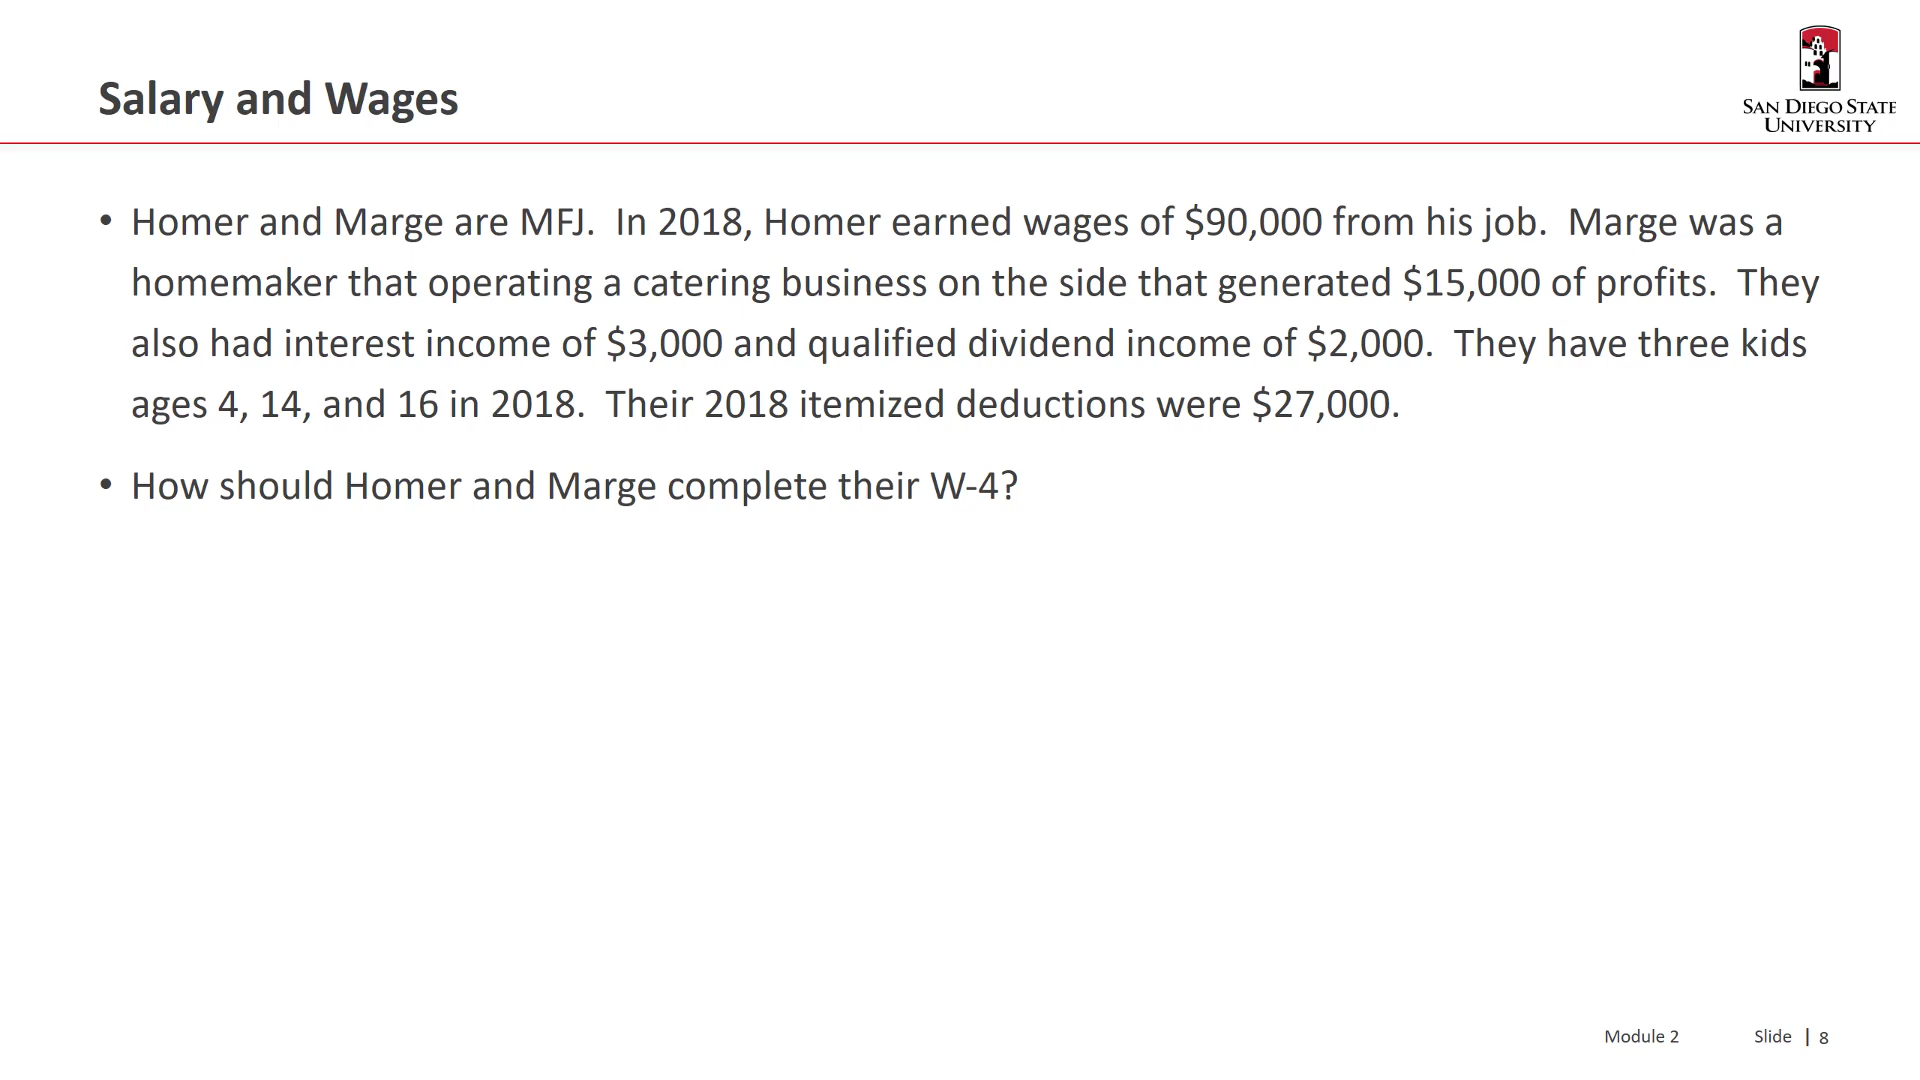 Salary and Wages
SAN DIEGO STATE
UNIVERSITY
• Homer and Marge are MFJ.  In 2018, Homer earned wages of $90,000 from his job.  Marge was a
homemaker that operating a catering business on the side that generated $15,000 of profits.  They
also had interest income of $3,000 and qualified dividend income of $2,000.  They have three kids
ages 4, 14, and 16 in 2018.  Their 2018 itemized deductions were $27,000.
• How should Homer and Marge complete their W-4?
Module 2 Slide | 8